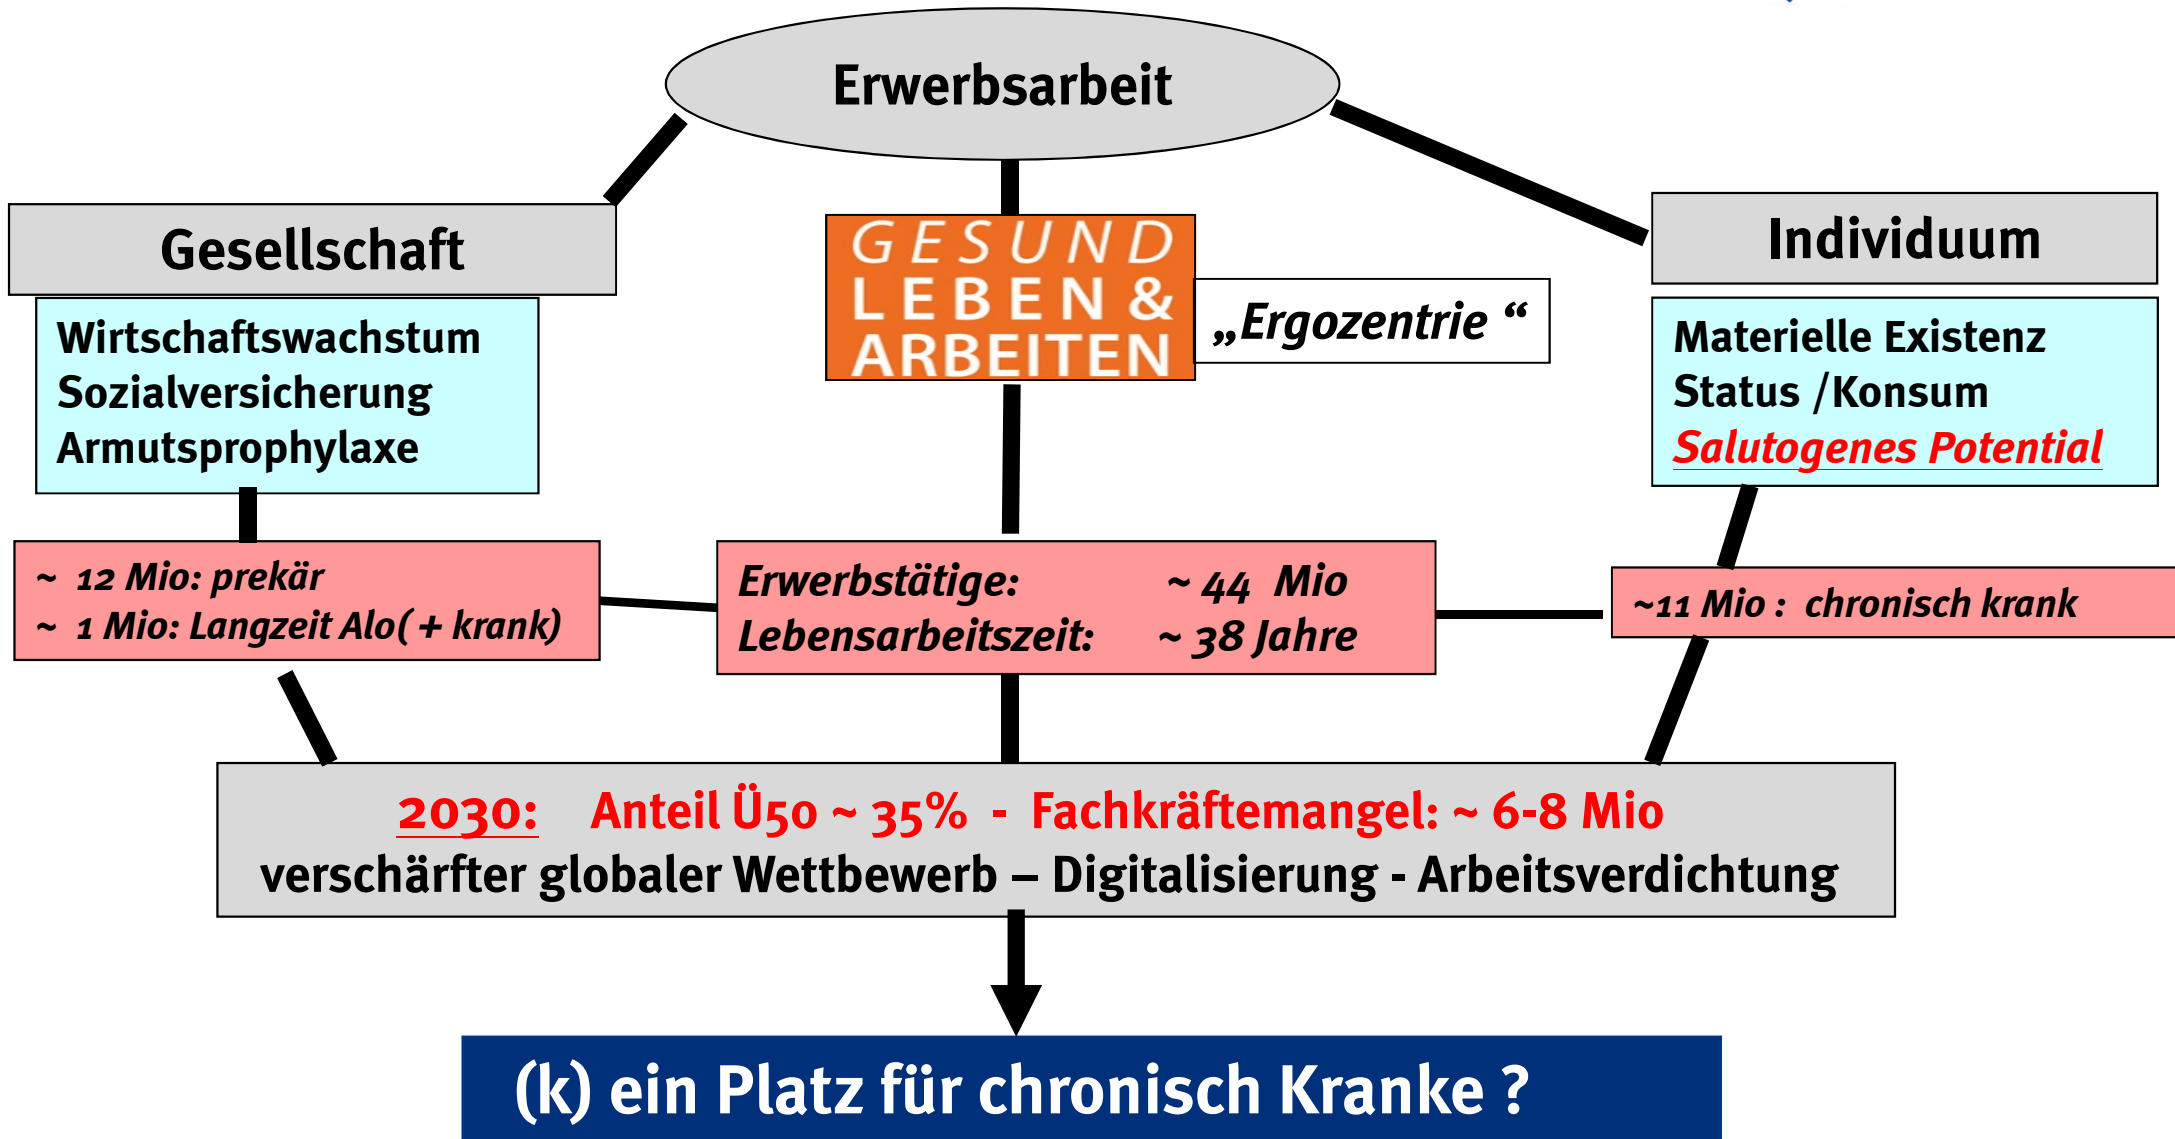 Erwerbsarbeit
Gesellschaft
Wirtschaftswachstum
Sozialversicherung
Armutsprophylaxe
GESUND
LEBEN &
ARBEITEN
„Ergozentrie “
Individuum
Materielle Existenz
Status /Konsum
Salutogenes Potential
~ 12 Mio: prekär
~ 1 Mio: Langzeit Alo( + krank)
Erwerbstätige: ~ 44 Mio
Lebensarbeitszeit: ~ 38 Jahre
~11 Mio : chronisch krank
2030: Anteil Ü50 ~ 35% - Fachkräftemangel: ~ 6-8 Mio
verschärfter globaler Wettbewerb – Digitalisierung - Arbeitsverdichtung
(k) ein Platz für chronisch Kranke ?